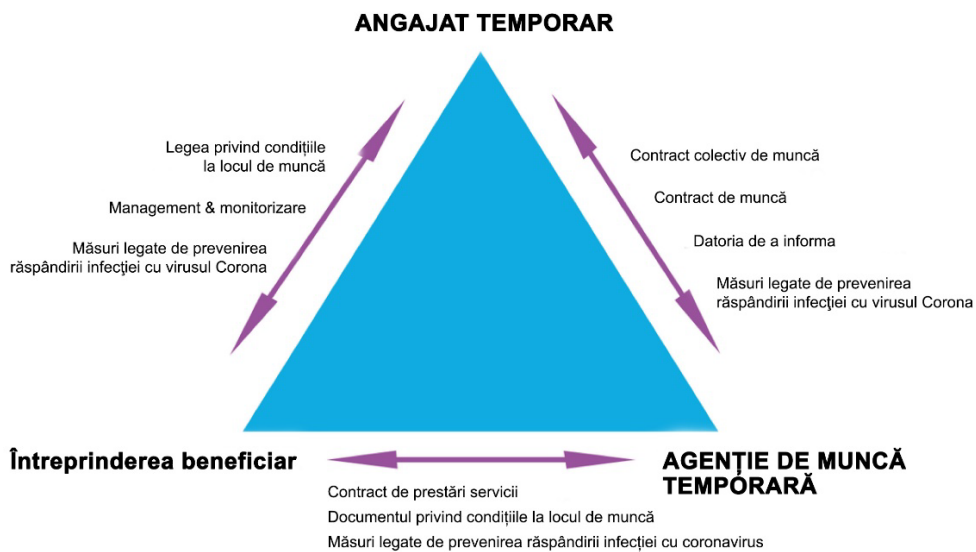 ANGAJAT TEMPORAR
Legea privind condițiile
la locul de muncă
Management & monitorizare
Măsuri legate de prevenirea
răspândirii infecţiei cu virusul Corona
Contract colectiv de muncă
Contract de muncă
Datoria de a informa
Măsuri legate de prevenirea
răspândirii infecţiei cu virusul Corona
Întreprinderea beneficiar
AGENȚIE DE MUNCĂ
TEMPORARĂ
Contract de prestări servicii
Documentul privind condițiile la locul de muncă
Măsuri legate de prevenirea răspândirii infecției cu coronavirus